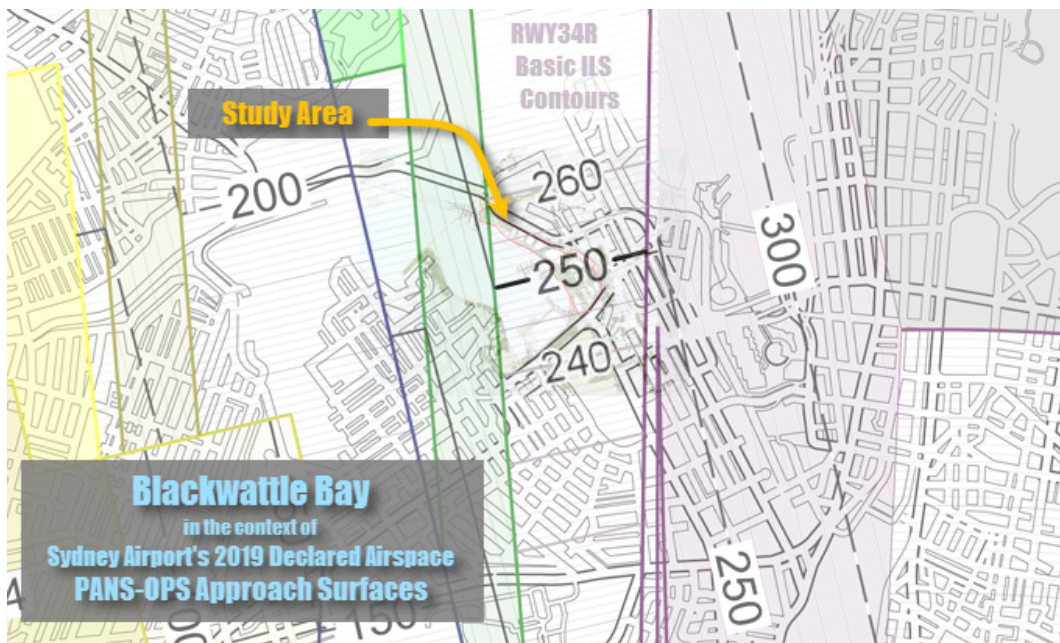 RWY34R
Basic ILS
Contours
Study Area
200
260
250
300
240
Blackwattle Bay
in the context of
Sydney Airport's 2019 Declared Airspace
PANS-OPS Approach Surfaces
250
150